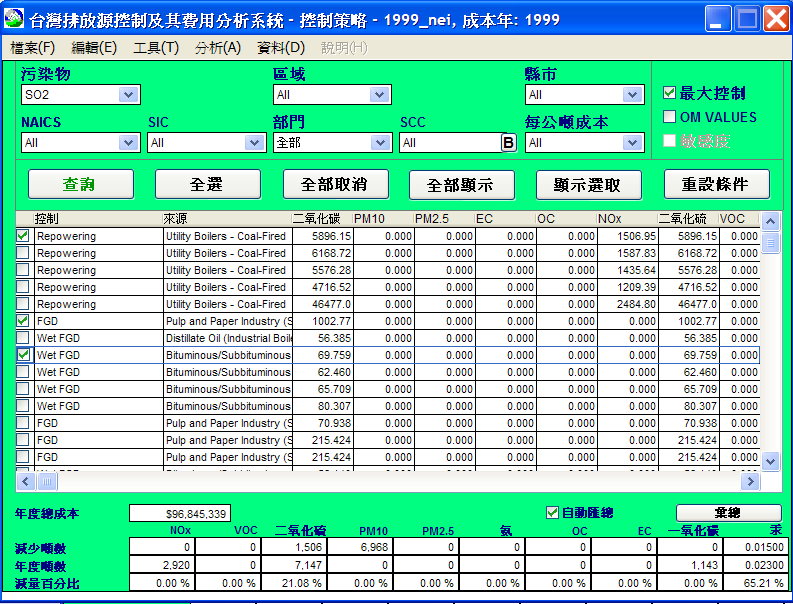 台灣排放源控制及其費用分析系統 - 控制策略 - 1999_nei, 成本年: 1999
檔案(F) 編輯(E) 工具(T) 分析(A) 資料(D) 說明(H)
污染物 區域 縣市
SO2 All All 最大控制
NAICS SIC 部門 SCC 每公噸成本 OM VALUES
All All 全部 All B All 敏感度
查詢 全選 全部取消 全部顯示 顯示選取 重設條件
控制 來源 二氧化碳 PM10 PM2.5 EC OC NOx 二氧化硫 VOC
Repowering Utility Boilers - Coal-Fired 5896.15 0.000 0.000 0.000 0.000 1506.95 5896.15 0.000
Repowering Utility Boilers - Coal-Fired 6168.72 0.000 0.000 0.000 0.000 1587.83 6168.72 0.000
Repowering Utility Boilers - Coal-Fired 5576.28 0.000 0.000 0.000 0.000 1435.64 5576.28 0.000
Repowering Utility Boilers - Coal-Fired 4716.52 0.000 0.000 0.000 0.000 1209.39 4716.52 0.000
Repowering Utility Boilers - Coal-Fired 46477.0 0.000 0.000 0.000 0.000 2484.80 46477.0 0.000
FGD Pulp and Paper Industry (S 1002.77 0.000 0.000 0.000 0.000 0.000 1002.77 0.000
Wet FGD Distillate Oil (Industrial Boile 56.385 0.000 0.000 0.000 0.000 0.000 56.385 0.000
Wet FGD Bituminous/Subbituminous 69.759 0.000 0.000 0.000 0.000 0.000 69.759 0.000
Wet FGD Bituminous/Subbituminous 62.460 0.000 0.000 0.000 0.000 0.000 62.460 0.000
Wet FGD Bituminous/Subbituminous 65.709 0.000 0.000 0.000 0.000 0.000 65.709 0.000
Wet FGD Bituminous/Subbituminous 80.307 0.000 0.000 0.000 0.000 0.000 80.307 0.000
FGD Pulp and Paper Industry (S 70.938 0.000 0.000 0.000 0.000 0.000 70.938 0.000
FGD Pulp and Paper Industry (S 215.424 0.000 0.000 0.000 0.000 0.000 215.424 0.000
FGD Pulp and Paper Industry (S 215.424 0.000 0.000 0.000 0.000 0.000 215.424 0.000
年度總成本 $96,845,339 自動匯總 彙總
NOx VOC 二氧化硫 PM10 PM2.5 氨 OC EC 一氧化碳 汞
減少噸數 0 0 1,506 6,968 0 0 0 0 0 0.01500
年度噸數 2,920 0 7,147 0 0 0 0 0 1,143 0.02300
減量百分比 0.00 % 0.00 % 21.08 % 0.00 % 0.00 % 0.00 % 0.00 % 0.00 % 0.00 % 65.21 %